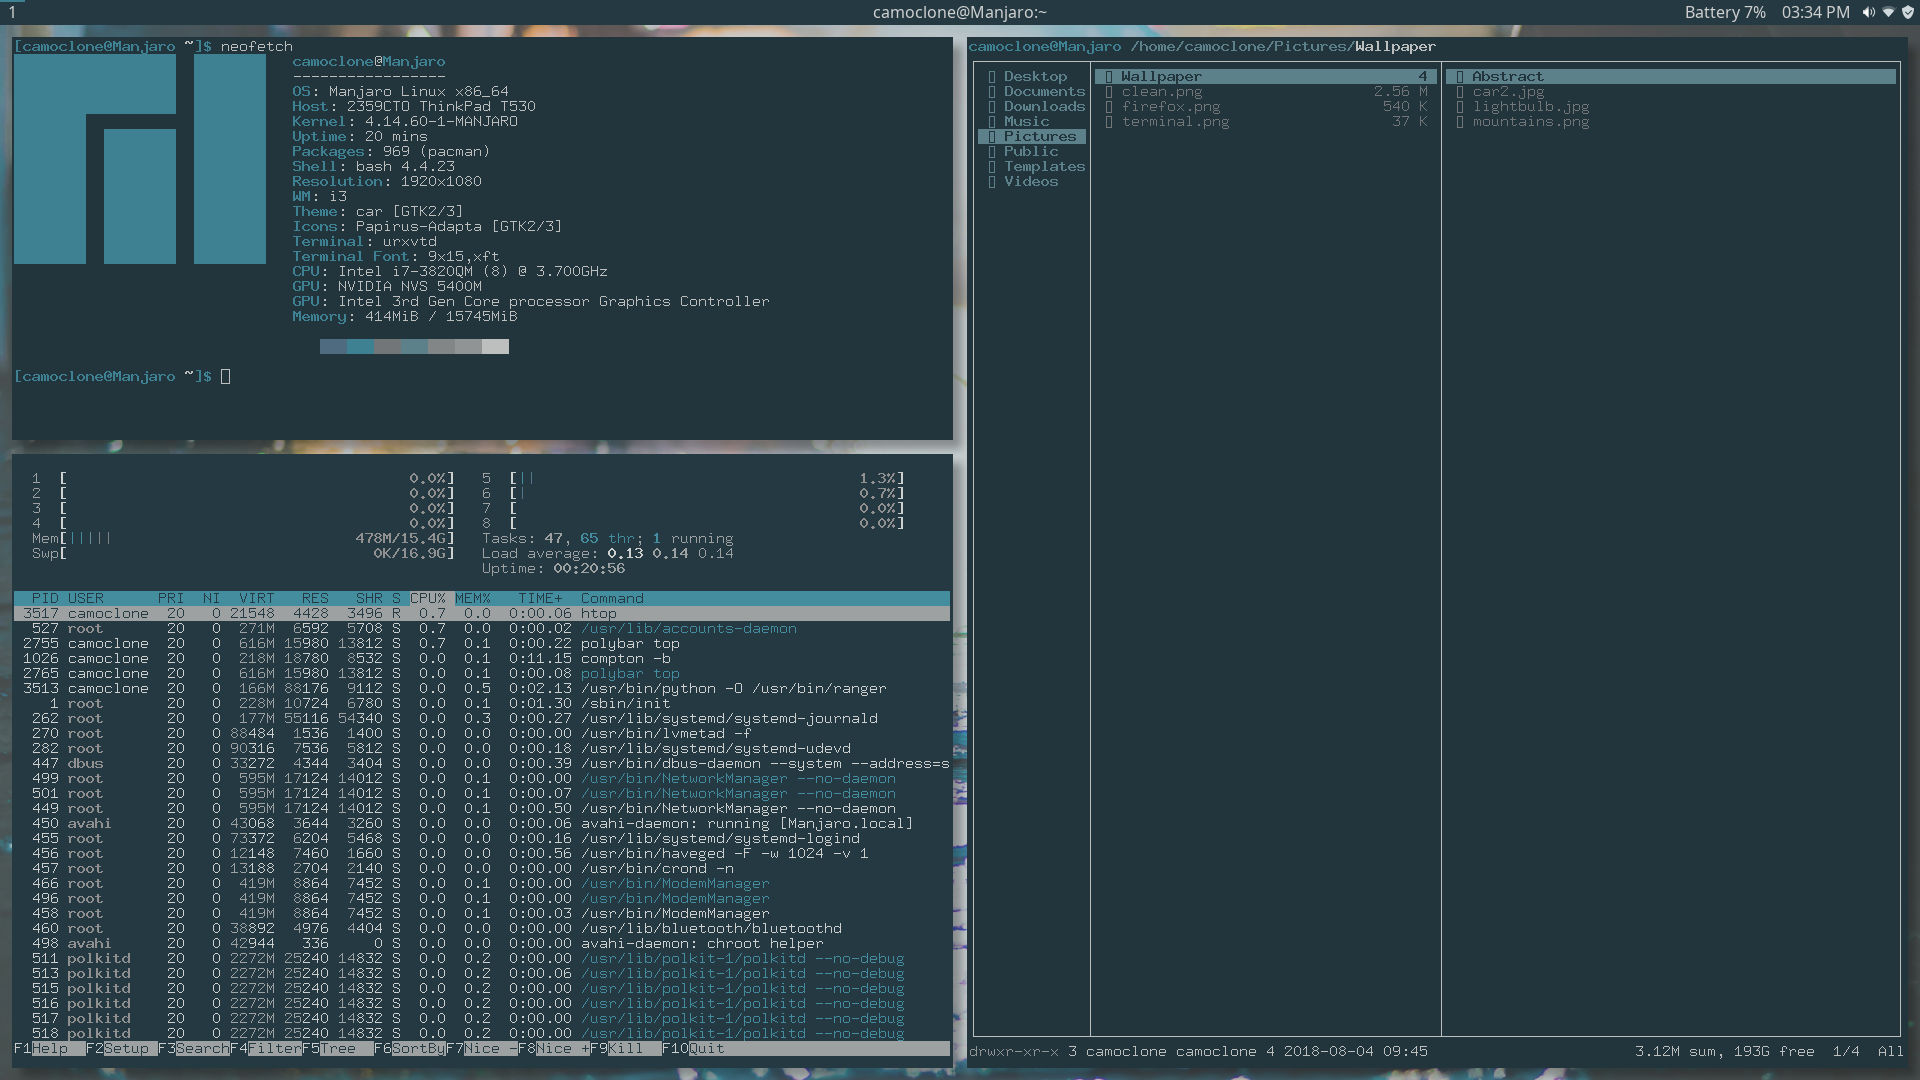 1
camoclone@Manjaro:~
Battery 7% 03:34 PM
[camoclone@Manjaro ~]$ neofetch
camoclone@Manjaro
-----------------
OS: Manjaro Linux x86_64
Host: 2359CTO ThinkPad T530
Kernel: 4.14.60-1-MANJARO
Uptime: 20 mins
Packages: 969 (pacman)
Shell: bash 4.4.23
Resolution: 1920x1080
WM: i3
Theme: car [GTK2/3]
Icons: Papirus-Adapta [GTK2/3]
Terminal: urxvtd
Terminal Font: 9x15,xft
CPU: Intel i7-3820QM (8) @ 3.700GHz
GPU: NVIDIA NVS 5400M
GPU: Intel 3rd Gen Core processor Graphics Controller
Memory: 414MiB / 15745MiB
[camoclone@Manjaro ~]$
1 [ 0.0%] 5 [|| 1.3%]
2 [ 0.0%] 6 [| 0.7%]
3 [ 0.0%] 7 [ 0.0%]
4 [ 0.0%] 8 [ 0.0%]
Mem[||||| 478M/15.4G] Tasks: 47, 65 thr; 1 running
Swp[ 0K/16.9G] Load average: 0.13 0.14 0.14
Uptime: 00:20:56
PID USER PRI NI VIRT RES SHR S CPU% MEM% TIME+ Command
3517 camoclone 20 0 21548 4428 3496 R 0.7 0.0 0:00.06 htop
527 root 20 0 271M 6592 5708 S 0.7 0.0 0:00.02 /usr/lib/accounts-daemon
2755 camoclone 20 0 616M 15980 13812 S 0.7 0.1 0:00.22 polybar top
1026 camoclone 20 0 218M 18780 8532 S 0.0 0.1 0:11.15 compton -b
2765 camoclone 20 0 616M 15980 13812 S 0.0 0.1 0:00.08 polybar top
3513 camoclone 20 0 166M 88176 9112 S 0.0 0.5 0:02.13 /usr/bin/python -O /usr/bin/ranger
1 root 20 0 228M 10724 6780 S 0.0 0.1 0:01.30 /sbin/init
262 root 20 0 177M 55116 54340 S 0.0 0.3 0:00.27 /usr/lib/systemd/systemd-journald
270 root 20 0 88484 1536 1400 S 0.0 0.0 0:00.00 /usr/bin/lvmetad -f
282 root 20 0 90316 7536 5812 S 0.0 0.0 0:00.18 /usr/lib/systemd/systemd-udevd
447 dbus 20 0 33272 4344 3404 S 0.0 0.0 0:00.39 /usr/bin/dbus-daemon --system --address=s
499 root 20 0 595M 17124 14012 S 0.0 0.1 0:00.00 /usr/bin/NetworkManager --no-daemon
501 root 20 0 595M 17124 14012 S 0.0 0.1 0:00.07 /usr/bin/NetworkManager --no-daemon
449 root 20 0 595M 17124 14012 S 0.0 0.1 0:00.50 /usr/bin/NetworkManager --no-daemon
450 avahi 20 0 43068 3644 3260 S 0.0 0.0 0:00.06 avahi-daemon: running [Manjaro.local]
455 root 20 0 73372 6204 5468 S 0.0 0.0 0:00.16 /usr/lib/systemd/systemd-logind
456 root 20 0 12148 7460 1660 S 0.0 0.0 0:00.56 /usr/bin/haveged -F -w 1024 -v 1
457 root 20 0 13188 2704 2140 S 0.0 0.0 0:00.00 /usr/bin/crond -n
466 root 20 0 419M 8864 7452 S 0.0 0.1 0:00.00 /usr/bin/ModemManager
496 root 20 0 419M 8864 7452 S 0.0 0.1 0:00.00 /usr/bin/ModemManager
458 root 20 0 419M 8864 7452 S 0.0 0.1 0:00.03 /usr/bin/ModemManager
460 root 20 0 38892 4976 4404 S 0.0 0.0 0:00.00 /usr/lib/bluetooth/bluetoothd
498 avahi 20 0 42944 336 0 S 0.0 0.0 0:00.00 avahi-daemon: chroot helper
511 polkitd 20 0 2272M 25240 14832 S 0.0 0.2 0:00.00 /usr/lib/polkit-1/polkitd --no-debug
513 polkitd 20 0 2272M 25240 14832 S 0.0 0.2 0:00.06 /usr/lib/polkit-1/polkitd --no-debug
515 polkitd 20 0 2272M 25240 14832 S 0.0 0.2 0:00.00 /usr/lib/polkit-1/polkitd --no-debug
516 polkitd 20 0 2272M 25240 14832 S 0.0 0.2 0:00.00 /usr/lib/polkit-1/polkitd --no-debug
517 polkitd 20 0 2272M 25240 14832 S 0.0 0.2 0:00.00 /usr/lib/polkit-1/polkitd --no-debug
518 polkitd 20 0 2272M 25240 14832 S 0.0 0.2 0:00.00 /usr/lib/polkit-1/polkitd --no-debug
F1Help F2Setup F3SearchF4FilterF5Tree F6SortByF7Nice -F8Nice +F9Kill F10Quit
camoclone@Manjaro /home/camoclone/Pictures/Wallpaper
Desktop
Documents
Downloads
Music
Pictures
Public
Templates
Videos
Wallpaper 4
clean.png 2.56 M
firefox.png 540 K
terminal.png 37 K
Abstract
car2.jpg
lightbulb.jpg
mountains.png
drwxr-xr-x 3 camoclone camoclone 4 2018-08-04 09:45 3.12M sum, 193G free 1/4 All